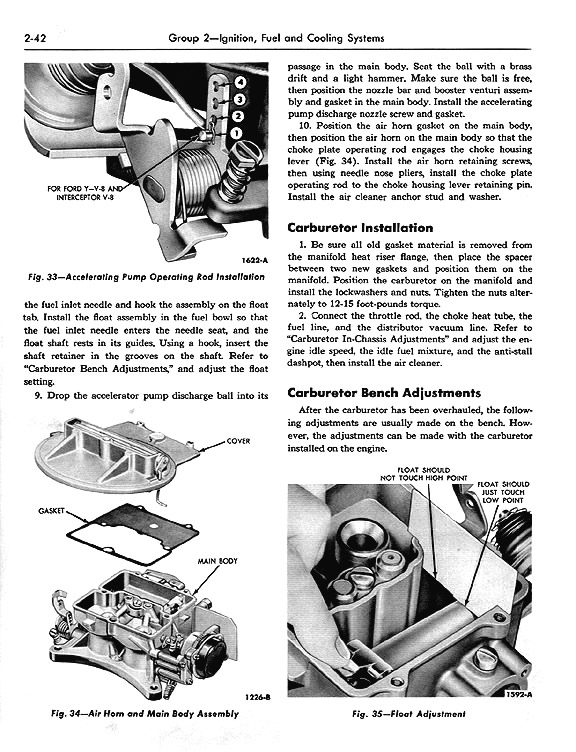 2-42
Group 2—Ignition, Fuel and Cooling Systems
4
3
2
1
FOR FORD Y-V-8 AND
INTERCEPTOR V-8
1622-A
Fig. 33—Accelerating Pump Operating Rod Installation
the fuel inlet needle and hook the assembly on the float
tab. Install the float assembly in the fuel bowl so that
the fuel inlet needle enters the needle seat, and the
float shaft rests in its guides. Using a hook, insert the
shaft retainer in the grooves on the shaft. Refer to
"Carburetor Bench Adjustments," and adjust the float
setting.
9. Drop the accelerator pump discharge ball into its
COVER
GASKET
MAIN BODY
1226-B
Fig. 34—Air Horn and Main Body Assembly
passage in the main body. Seat the ball with a brass
drift and a light hammer. Make sure the ball is free,
then position the nozzle bar and booster venturi assem-
bly and gasket in the main body. Install the accelerating
pump discharge nozzle screw and gasket.
10. Position the air horn gasket on the main body,
then position the air horn on the main body so that the
choke plate operating rod engages the choke housing
lever (Fig. 34). Install the air horn retaining screws,
then using needle nose pliers, install the choke plate
operating rod to the choke housing lever retaining pin.
Install the air cleaner anchor stud and washer.
Carburetor Installation
1. Be sure all old gasket material is removed from
the manifold heat riser flange, then place the spacer
between two new gaskets and position them on the
manifold. Position the carburetor on the manifold and
install the lockwashers and nuts. Tighten the nuts alter-
nately to 12-15 foot-pounds torque.
2. Connect the throttle rod, the choke heat tube, the
fuel line, and the distributor vacuum line. Refer to
"Carburetor In-Chassis Adjustments" and adjust the en-
gine idle speed, the idle fuel mixture, and the anti-stall
dashpot, then install the air cleaner.
Carburetor Bench Adjustments
After the carburetor has been overhauled, the follow-
ing adjustments are usually made on the bench. How-
ever, the adjustments can be made with the carburetor
installed on the engine.
FLOAT SHOULD
NOT TOUCH HIGH POINT
FLOAT SHOULD
JUST TOUCH
LOW POINT
1592-A
Fig. 35—Float Adjustment